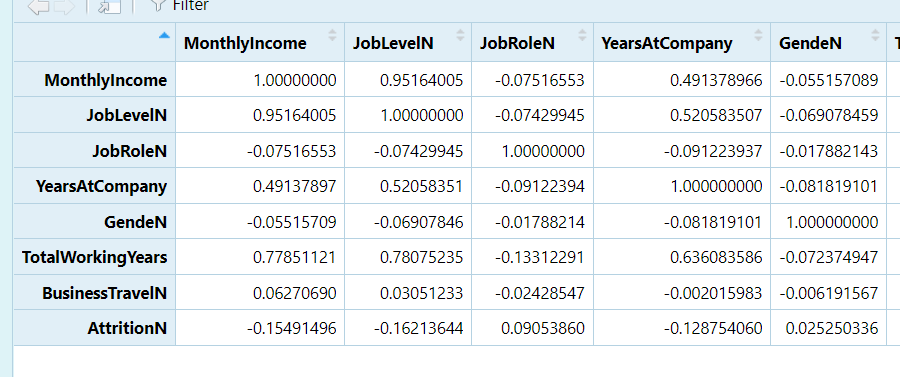 Filter
MonthlyIncome JobLevelN JobRoleN YearsAtCompany GendeN
MonthlyIncome 1.00000000 0.95164005 -0.07516553 0.491378966 -0.055157089
JobLevelN 0.95164005 1.00000000 -0.07429945 0.520583507 -0.069078459
JobRoleN -0.07516553 -0.07429945 1.00000000 -0.091223937 -0.017882143
YearsAtCompany 0.49137897 0.52058351 -0.09122394 1.000000000 -0.081819101
GendeN -0.05515709 -0.06907846 -0.01788214 -0.081819101 1.000000000
TotalWorkingYears 0.77851121 0.78075235 -0.13312291 0.636083586 -0.072374947
BusinessTravelN 0.06270690 0.03051233 -0.02428547 -0.002015983 -0.006191567
AttritionN -0.15491496 -0.16213644 0.09053860 -0.128754060 0.025250336